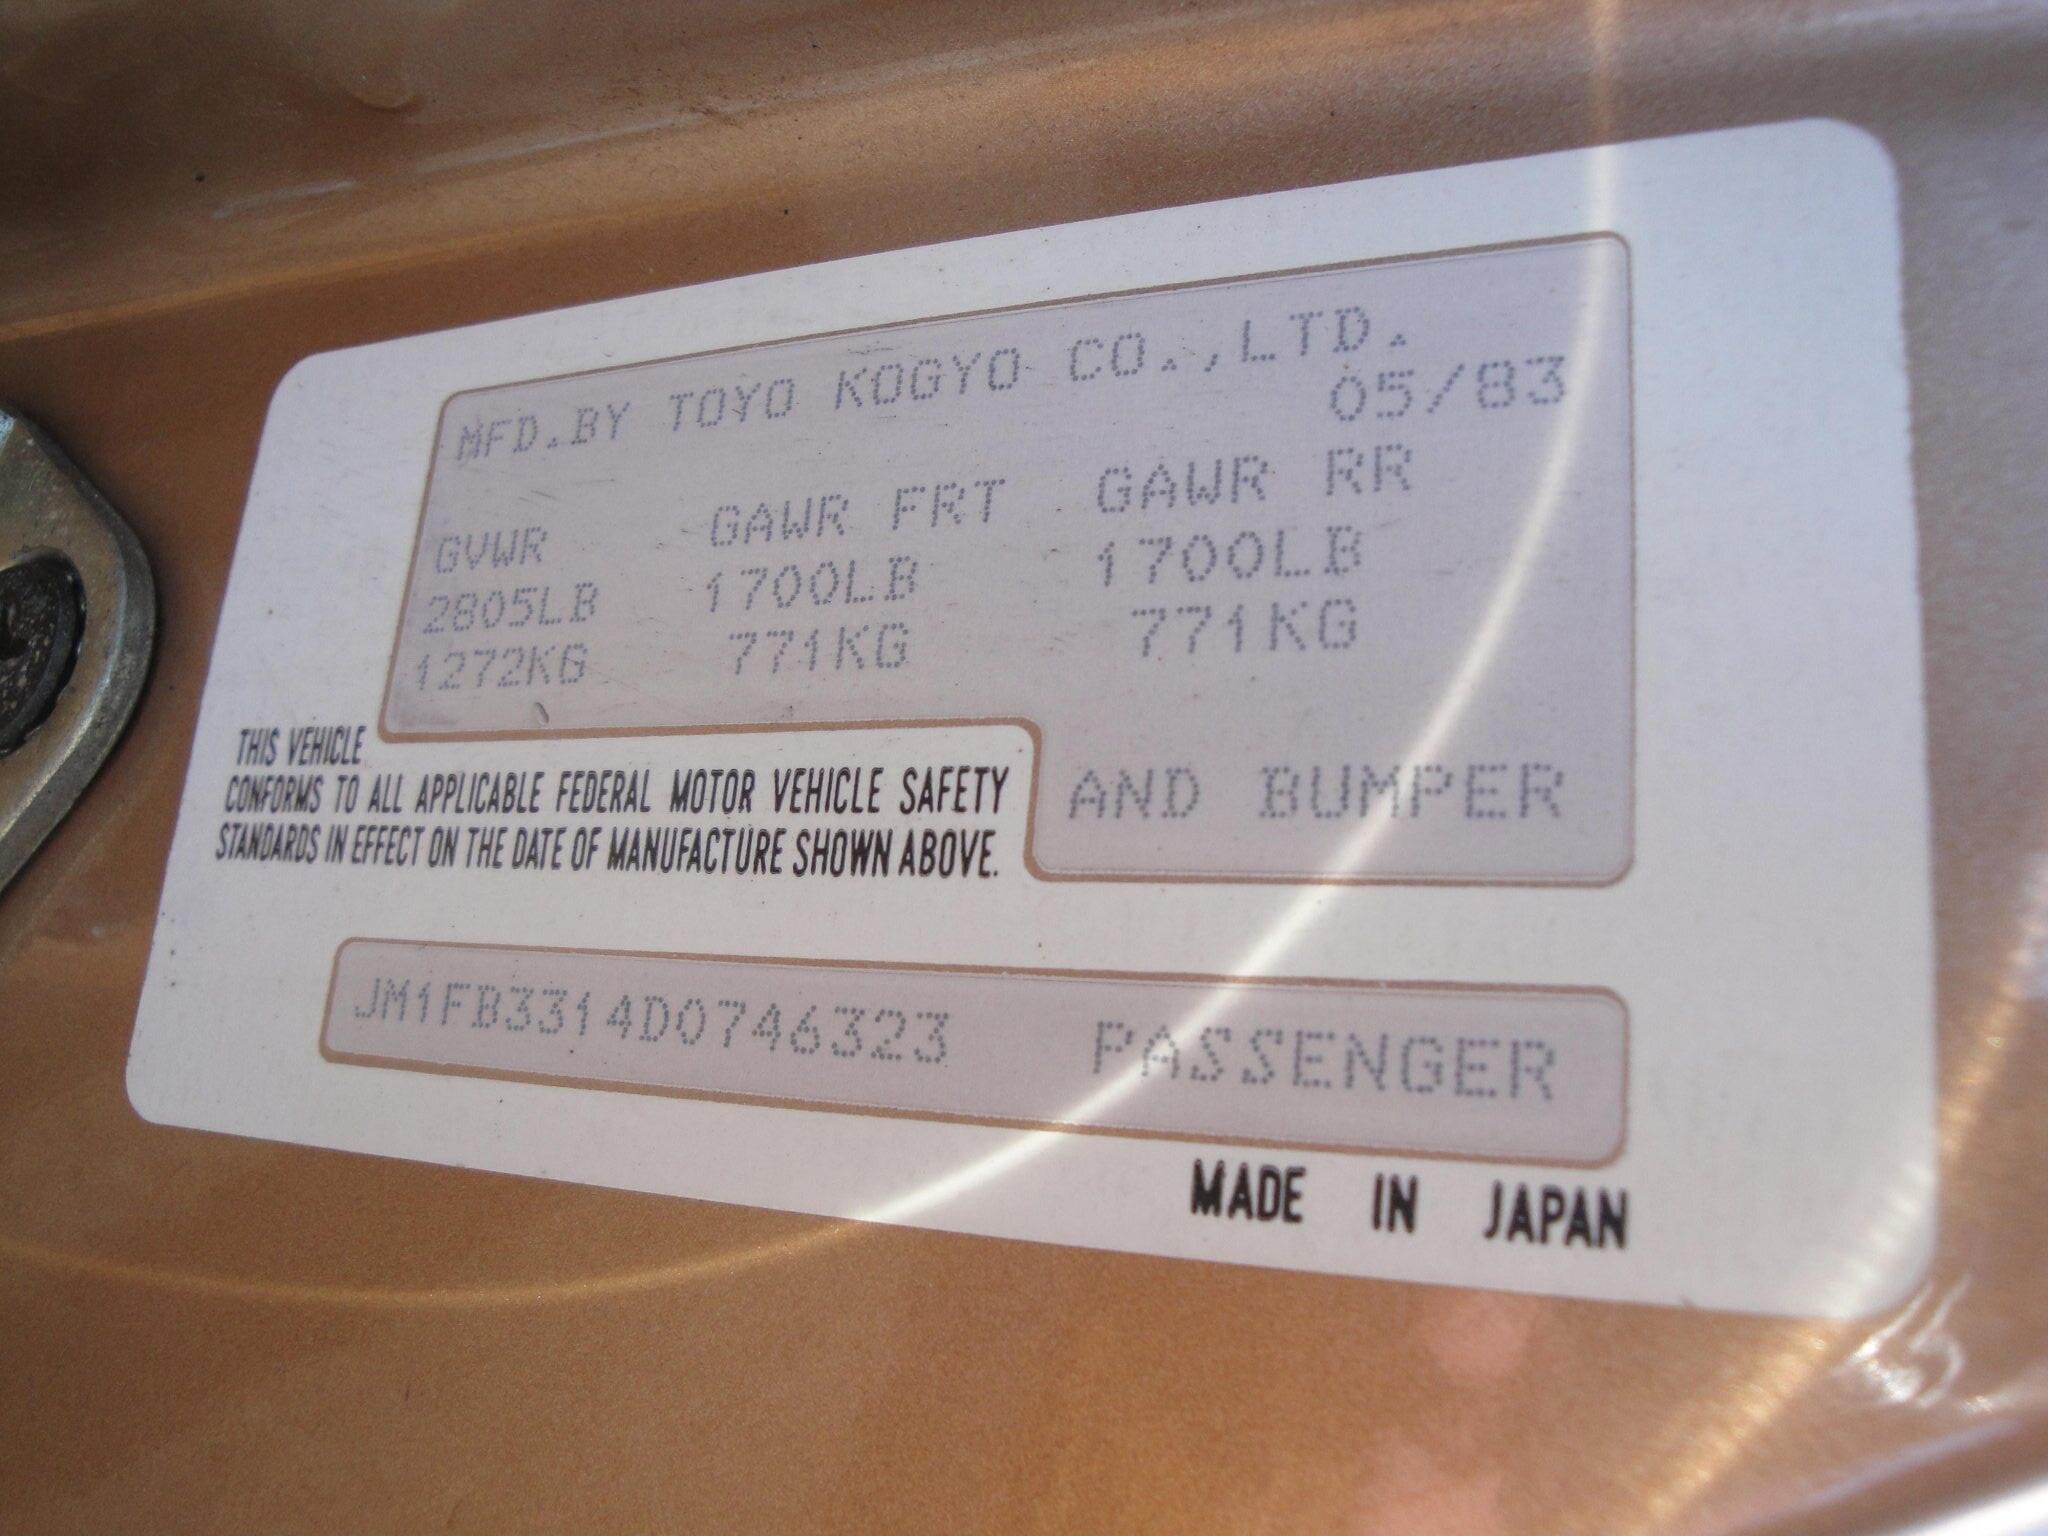 MFD.BY TOYO KOGYO CO.,LTD.
05/83
GVWR GAWR FRT GAWR RR
2805LB 1700LB 1700LB
1272KG 771KG 771KG
THIS VEHICLE
CONFORMS TO ALL APPLICABLE FEDERAL MOTOR VEHICLE SAFETY AND BUMPER
STANDARDS IN EFFECT ON THE DATE OF MANUFACTURE SHOWN ABOVE.
JM1FB3314D0746323 PASSENGER
MADE IN JAPAN